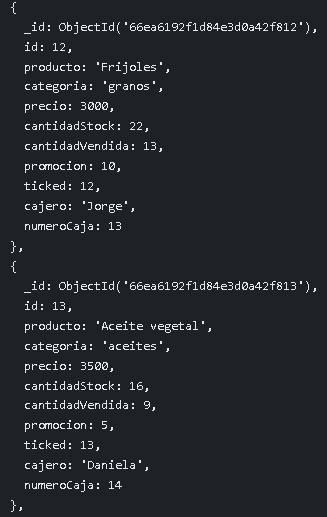 {
  _id: ObjectId('66ea6192f1d84e3d0a42f812'),
  id: 12,
  producto: 'Frijoles',
  categoria: 'granos',
  precio: 3000,
  cantidadStock: 22,
  cantidadVendida: 13,
  promocion: 10,
  ticked: 12,
  cajero: 'Jorge',
  numeroCaja: 13
},
{
  _id: ObjectId('66ea6192f1d84e3d0a42f813'),
  id: 13,
  producto: 'Aceite vegetal',
  categoria: 'aceites',
  precio: 3500,
  cantidadStock: 16,
  cantidadVendida: 9,
  promocion: 5,
  ticked: 13,
  cajero: 'Daniela',
  numeroCaja: 14
},